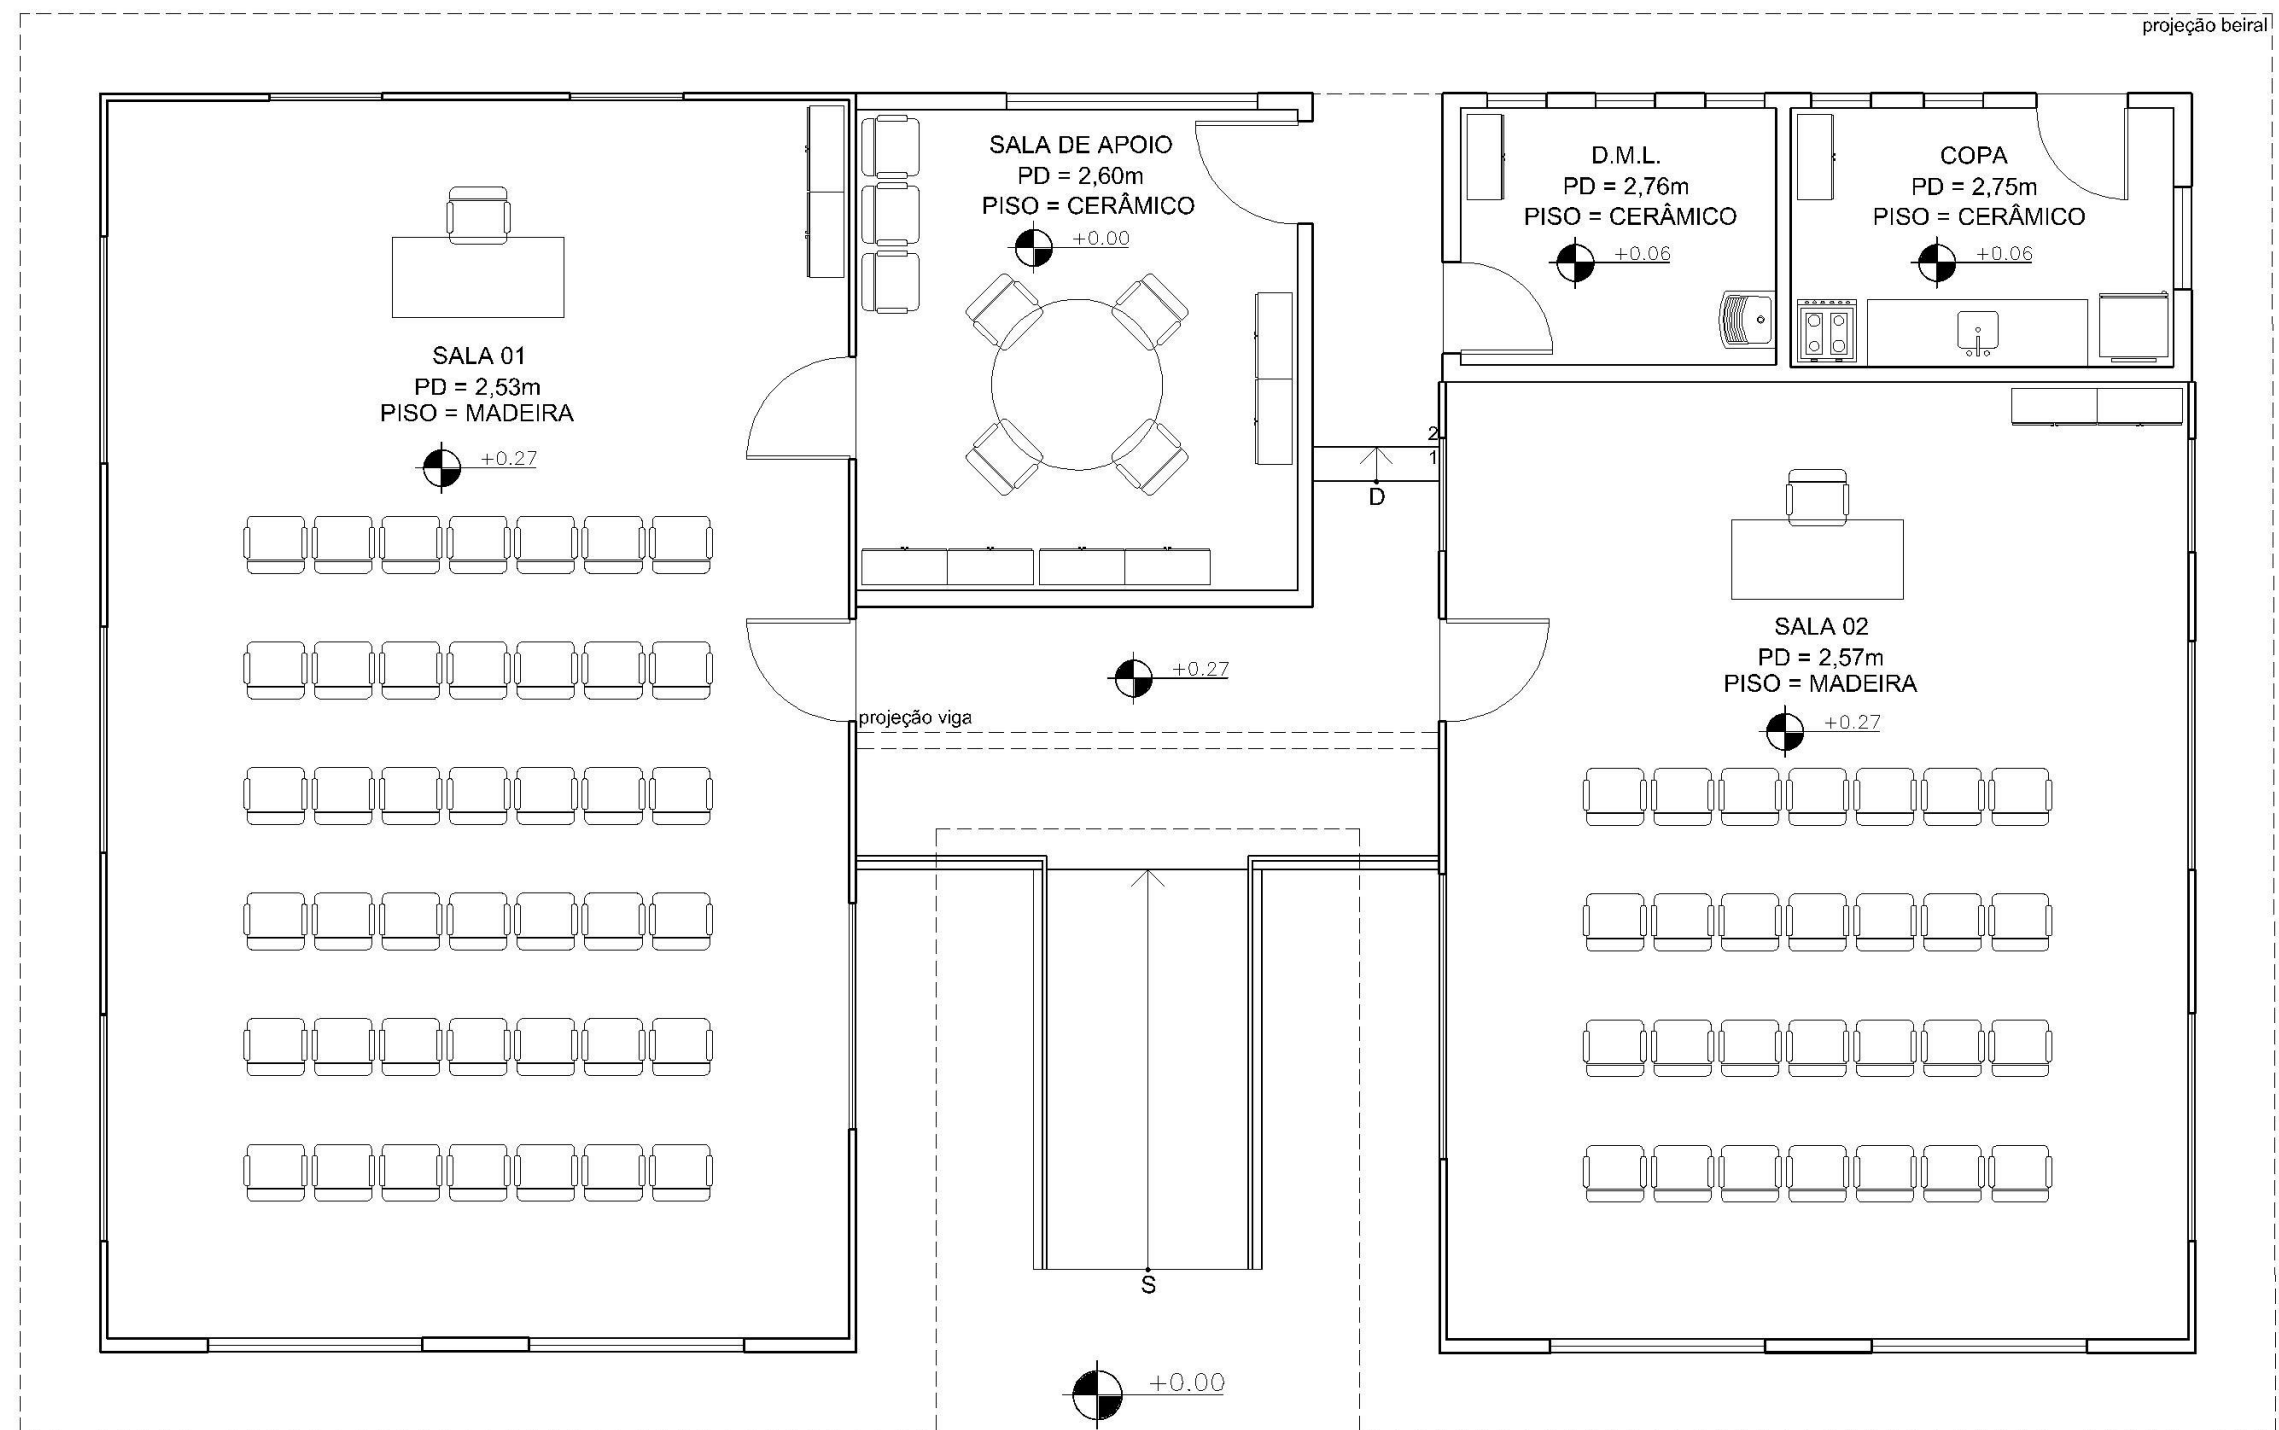 projeção beiral
SALA DE APOIO
PD = 2,60m
PISO = CERÂMICO
+0.00
D.M.L.
PD = 2,76m
PISO = CERÂMICO
+0.06
COPA
PD = 2,75m
PISO = CERÂMICO
+0.06
SALA 01
PD = 2,53m
PISO = MADEIRA
+0.27
2
1
D
SALA 02
PD = 2,57m
PISO = MADEIRA
+0.27
+0.27
projeção viga
S
+0.00